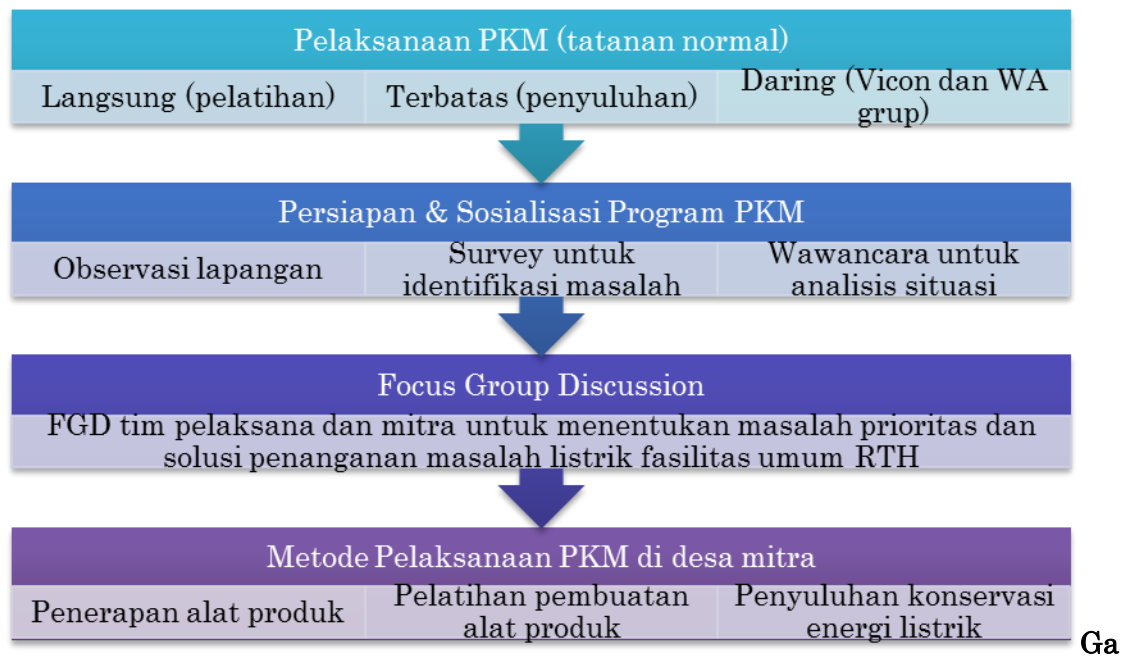 Pelaksanaan PKM (tatanan normal)
Langsung (pelatihan)
Terbatas (penyuluhan)
Daring (Vicon dan WA
grup)
Persiapan & Sosialisasi Program PKM
Observasi lapangan
Survey untuk
identifikasi masalah
Wawancara untuk
analisis situasi
Focus Group Discussion
FGD tim pelaksana dan mitra untuk menentukan masalah prioritas dan
solusi penanganan masalah listrik fasilitas umum RTH
Metode Pelaksanaan PKM di desa mitra
Penerapan alat produk
Pelatihan pembuatan
alat produk
Penyuluhan konservasi
energi listrik
Ga